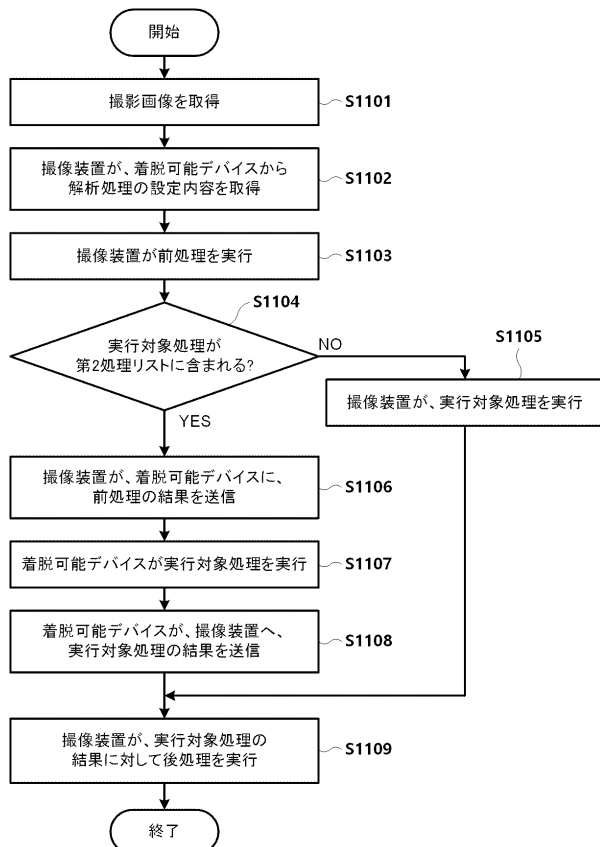 開始
撮影画像を取得
S1101
撮像装置が、着脱可能デバイスから
解析処理の設定内容を取得
S1102
撮像装置が前処理を実行
S1103
S1104
実行対象処理が
第2処理リストに含まれる?
NO
YES
S1105
撮像装置が、実行対象処理を実行
撮像装置が、着脱可能デバイスに、
前処理の結果を送信
S1106
着脱可能デバイスが実行対象処理を実行
S1107
着脱可能デバイスが、撮像装置へ、
実行対象処理の結果を送信
S1108
撮像装置が、実行対象処理の
結果に対して後処理を実行
S1109
終了